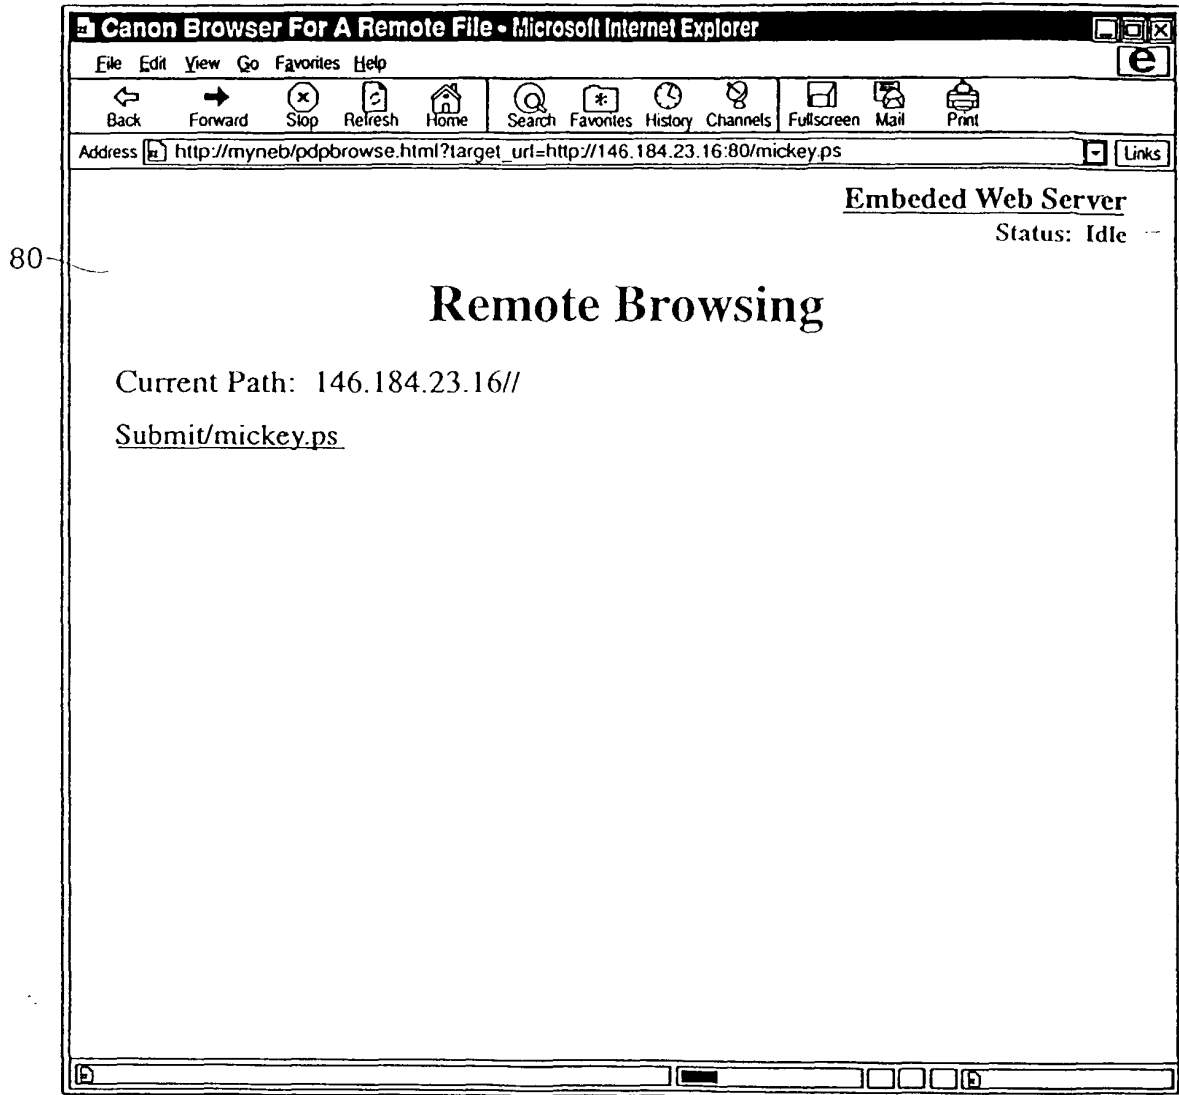 Canon Browser For A Remote File • Microsoft Internet Explorer
File Edit View Go Favorites Help
Back Forward Stop Refresh Home Search Favorites History Channels Fullscreen Mail Print
Address http://myneb/pdpbrowse.html?target_url=http://146.184.23.16:80/mickey.ps Links
Embeded Web Server
Status: Idle
80
Remote Browsing
Current Path: 146.184.23.16//
Submit/mickey.ps